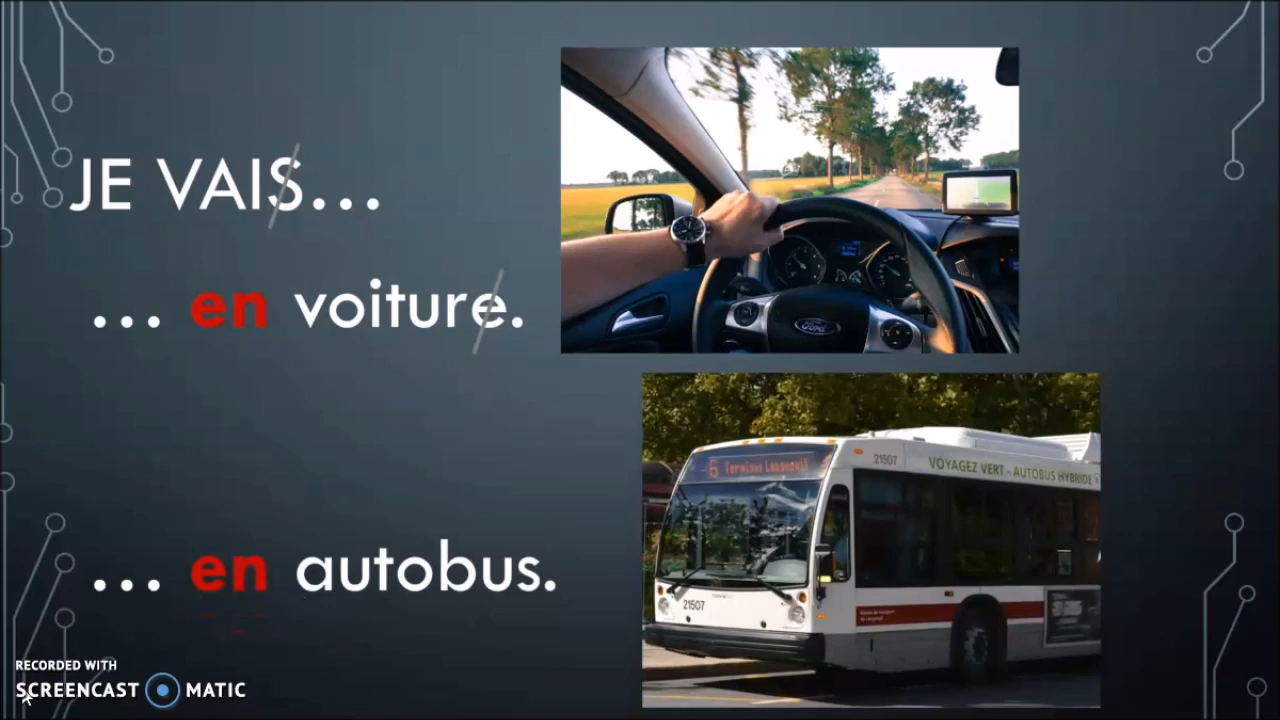 JE VAIS...
... en voiture.
Ford
6 Terminus Longueuil
21507
VOYAGEZ VERT - AUTOBUS HYBRIDE
21507
... en autobus.
RECORDED WITH
SCREENCAST MATIC